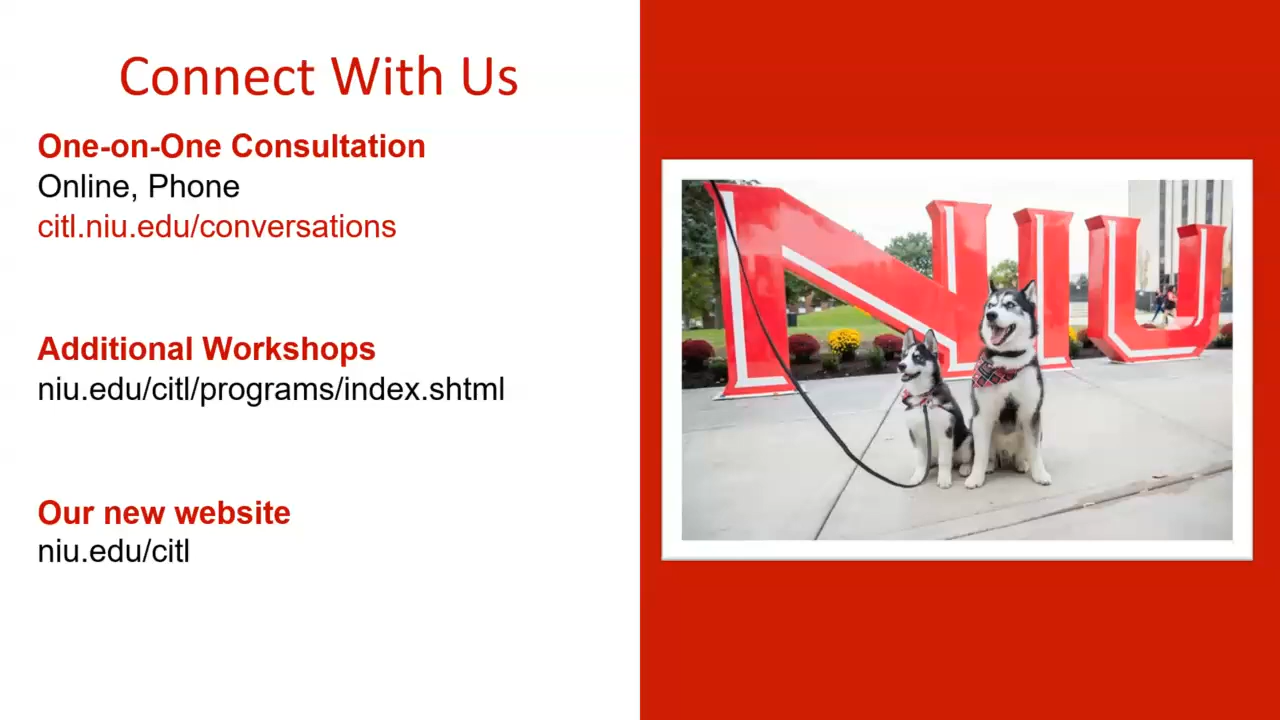 Connect With Us
One-on-One Consultation
Online, Phone
citl.niu.edu/conversations
Additional Workshops
niu.edu/citl/programs/index.shtml
Our new website
niu.edu/citl
NIU